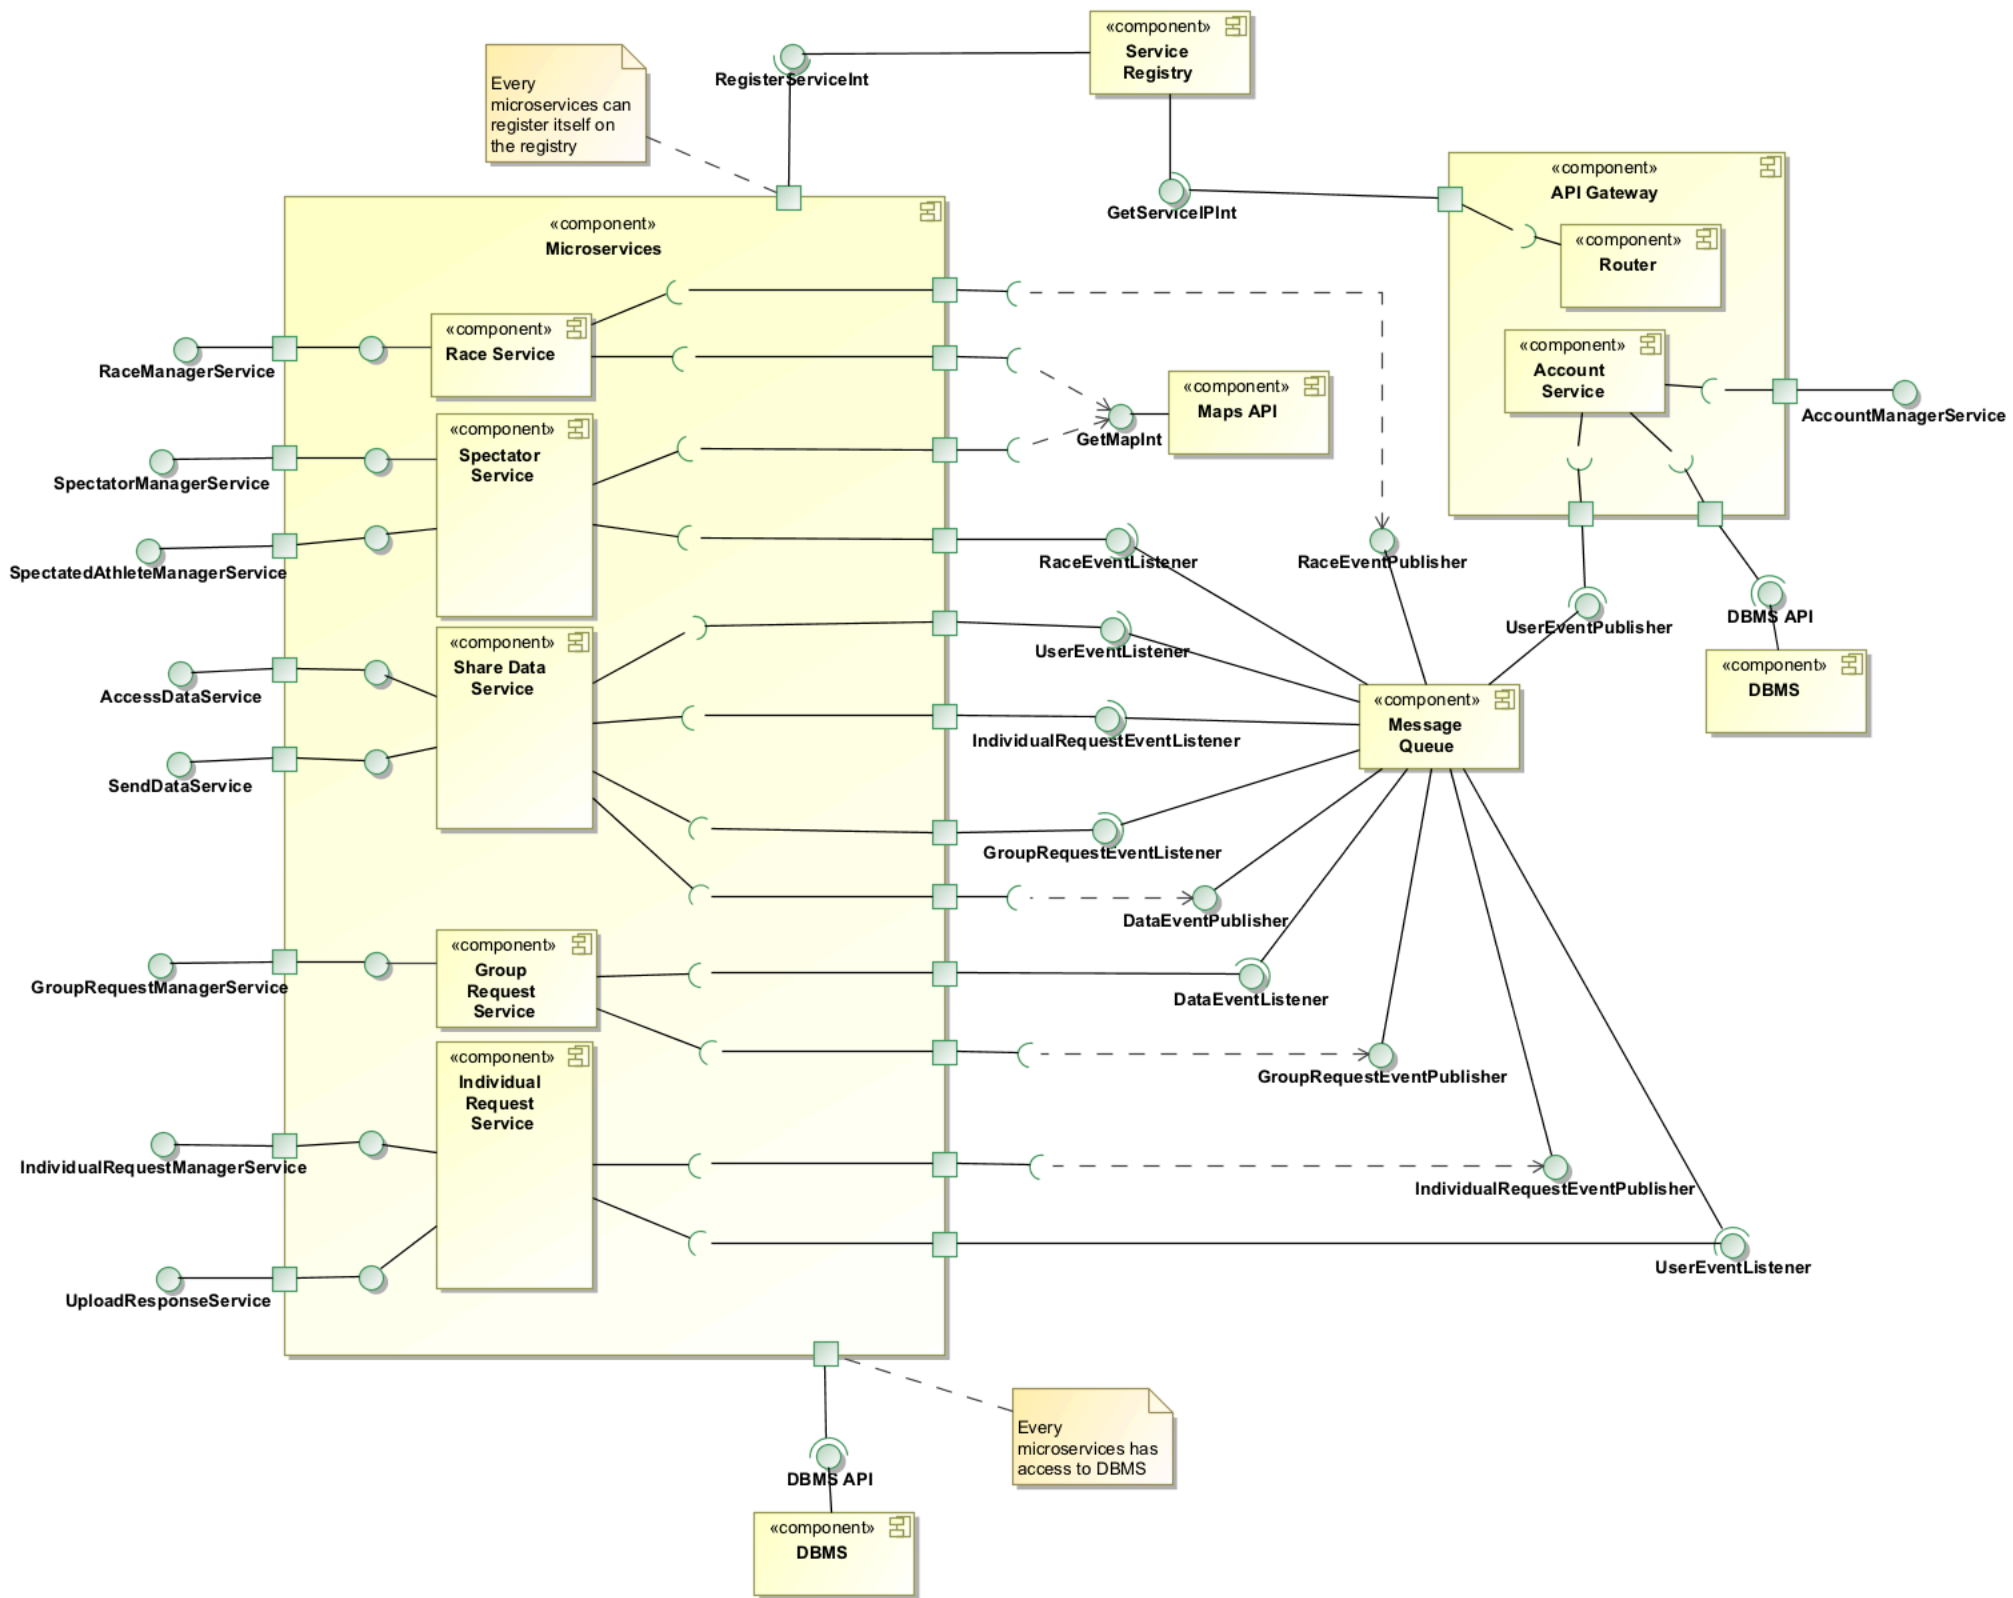 «component»
Service
Registry
RegisterServiceInt
Every
microservices can
register itself on
the registry
GetServiceIPInt
«component»
API Gateway
«component»
Router
«component»
Account
Service
AccountManagerService
«component»
Microservices
«component»
Race Service
RaceManagerService
«component»
Maps API
GetMapInt
«component»
Spectator
Service
SpectatorManagerService
SpectatedAthleteManagerService
RaceEventListener
RaceEventPublisher
UserEventPublisher
DBMS API
«component»
DBMS
«component»
Share Data
Service
AccessDataService
SendDataService
UserEventListener
IndividualRequestEventListener
«component»
Message
Queue
GroupRequestEventListener
DataEventPublisher
«component»
Group
Request
Service
GroupRequestManagerService
DataEventListener
GroupRequestEventPublisher
«component»
Individual
Request
Service
IndividualRequestManagerService
IndividualRequestEventPublisher
UploadResponseService
UserEventListener
Every
microservices has
access to DBMS
DBMS API
«component»
DBMS